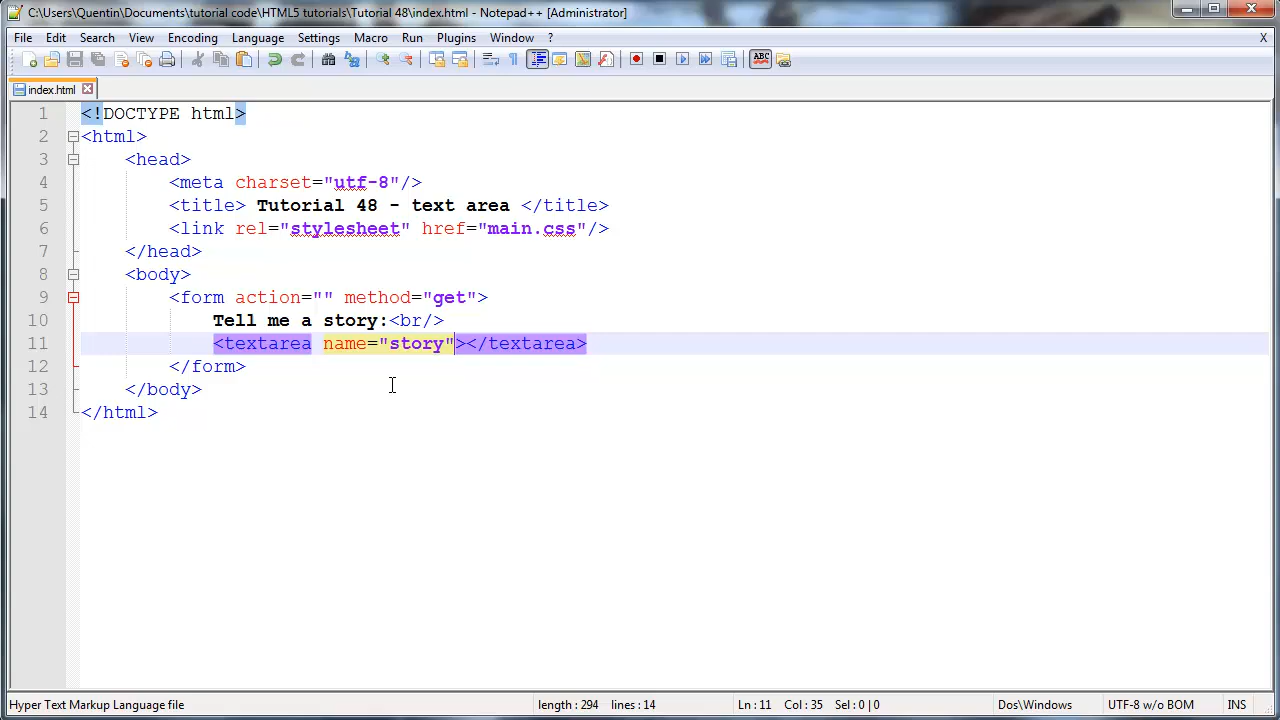 C:\Users\Quentin\Documents\tutorial code\HTML5 tutorials\Tutorial 48\index.html - Notepad++ [Administrator]
File Edit Search View Encoding Language Settings Macro Run Plugins Window ? X
ABC
index.html
1 <!DOCTYPE html>
2 <html>
3 <head>
4 <meta charset="utf-8"/>
5 <title> Tutorial 48 - text area </title>
6 <link rel="stylesheet" href="main.css"/>
7 </head>
8 <body>
9 <form action="" method="get">
10 Tell me a story:<br/>
11 <textarea name="story"></textarea>
12 </form>
13 </body>
14 </html>
Hyper Text Markup Language file length : 294 lines : 14 Ln : 11 Col : 35 Sel : 0 | 0 Dos\Windows UTF-8 w/o BOM INS